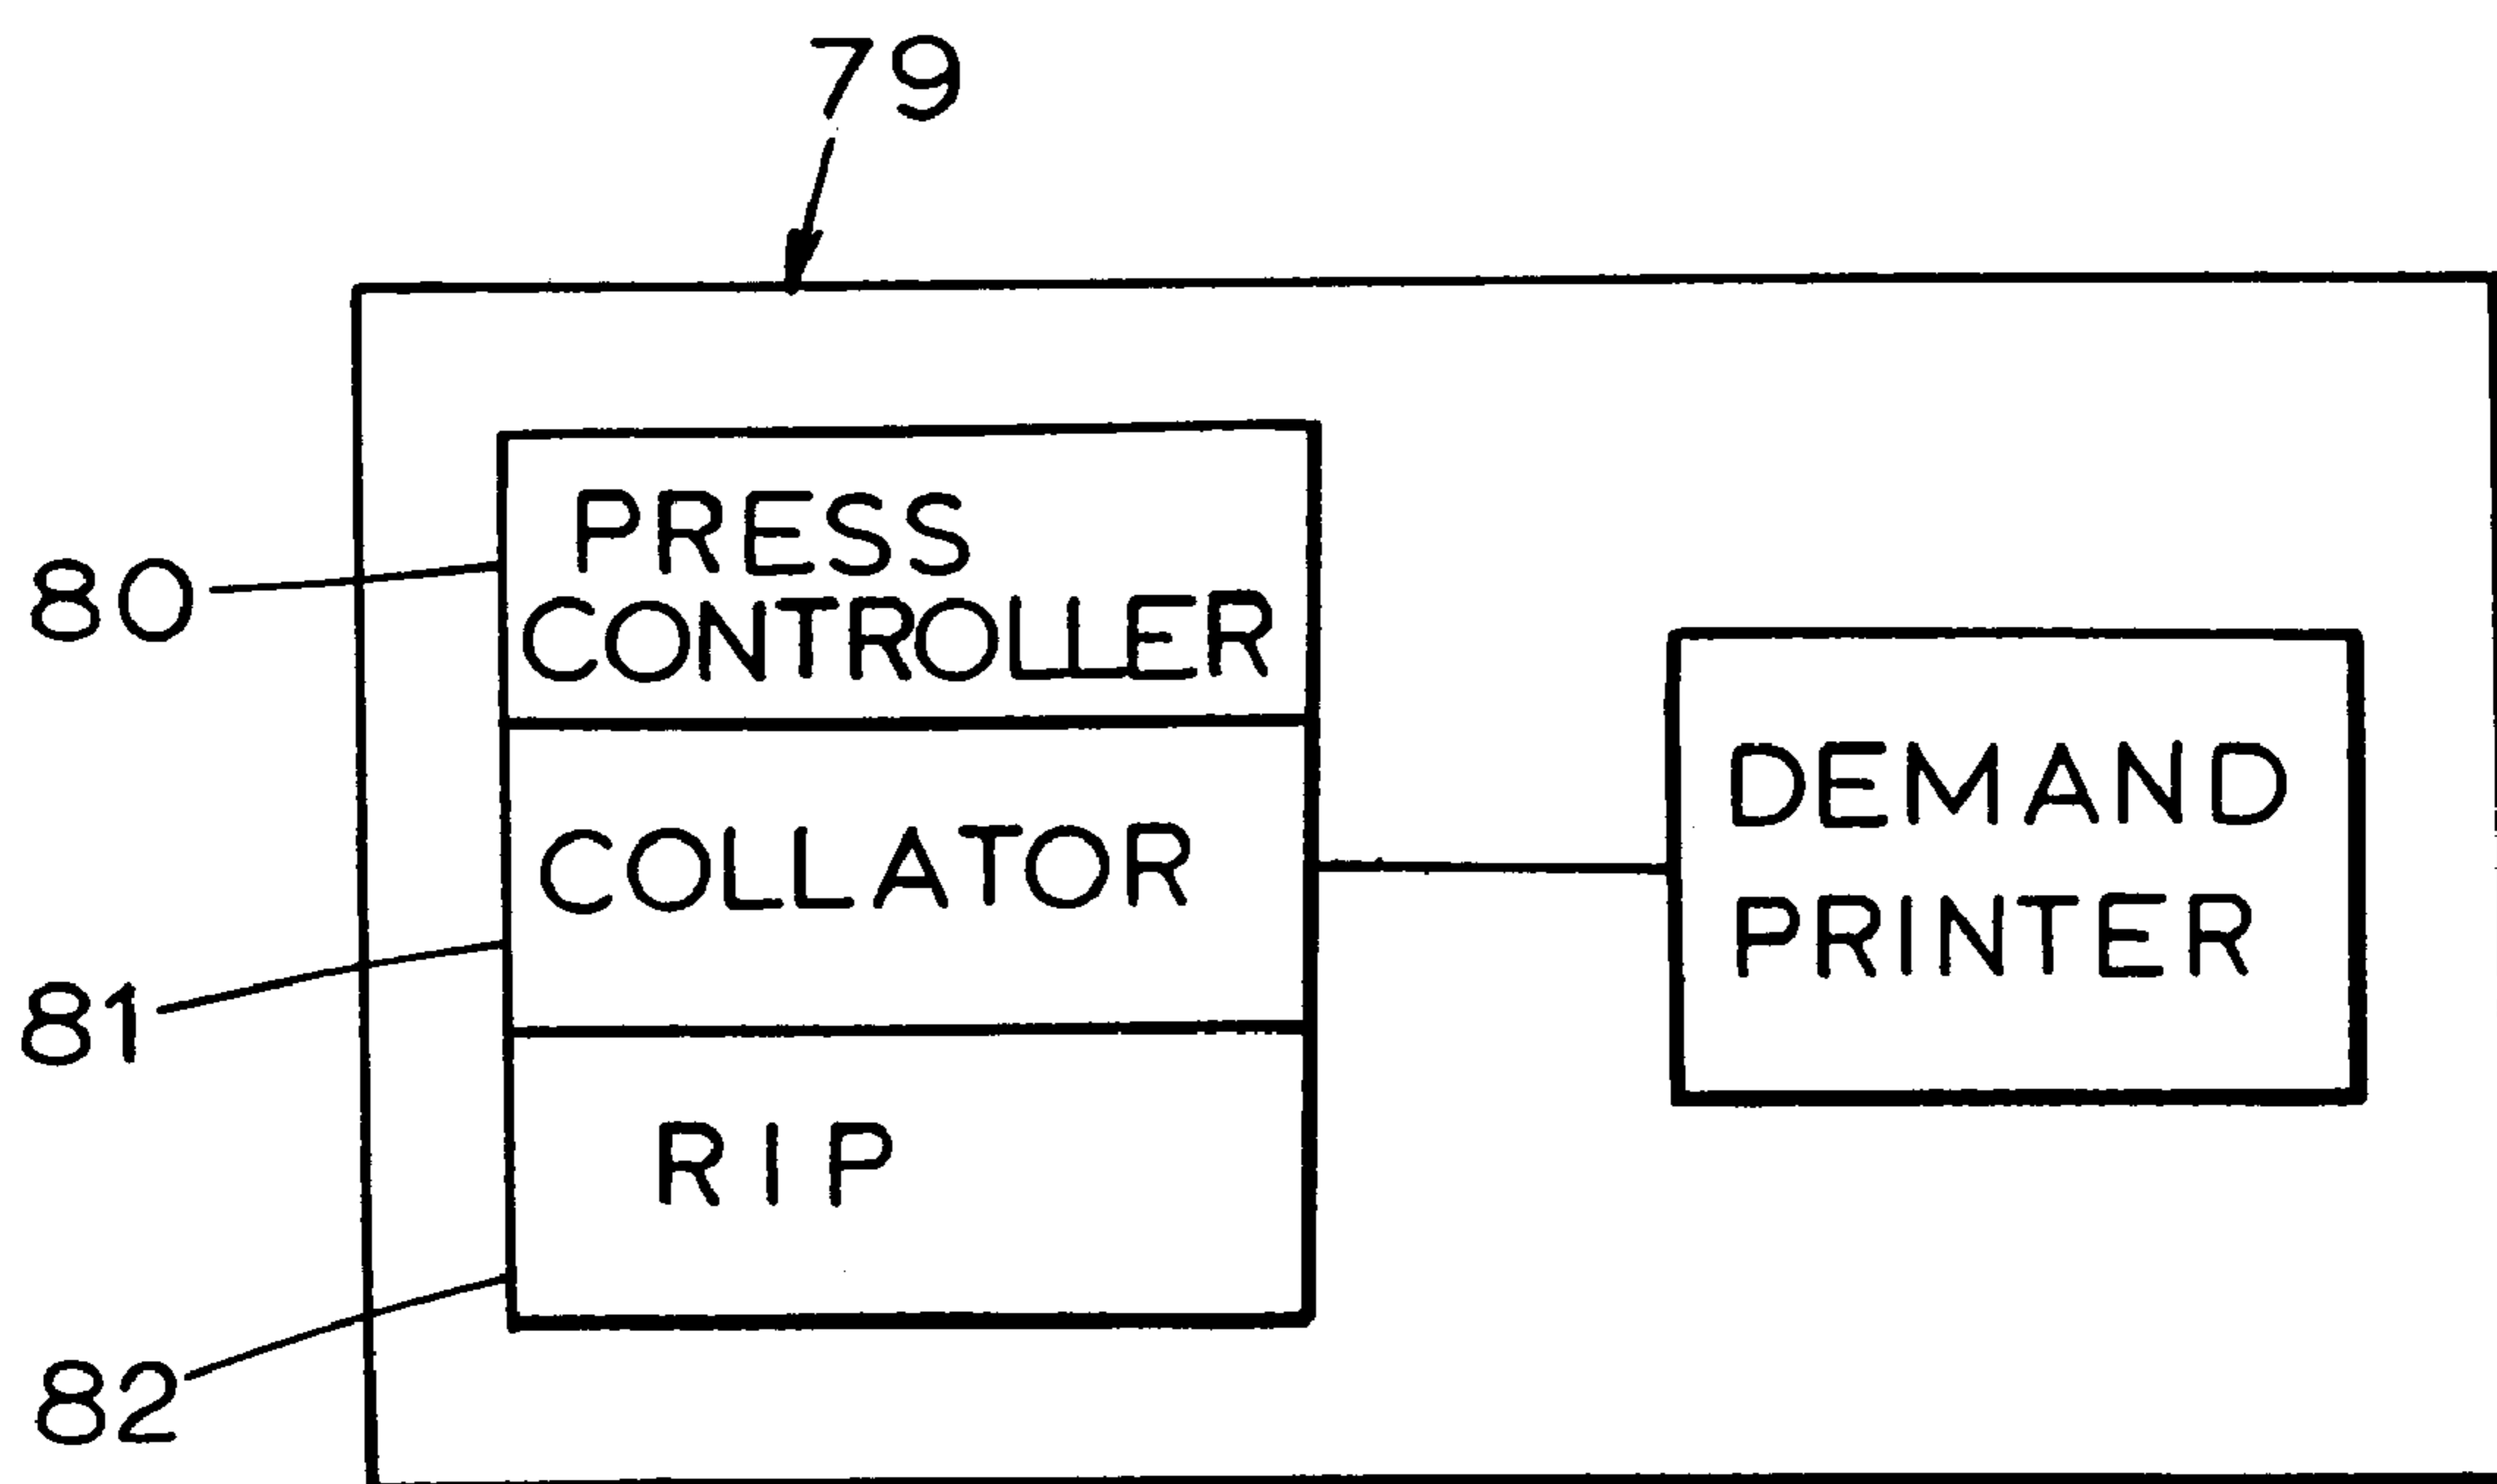 79
80
PRESS
CONTROLLER
81
COLLATOR
82
RIP
DEMAND
PRINTER